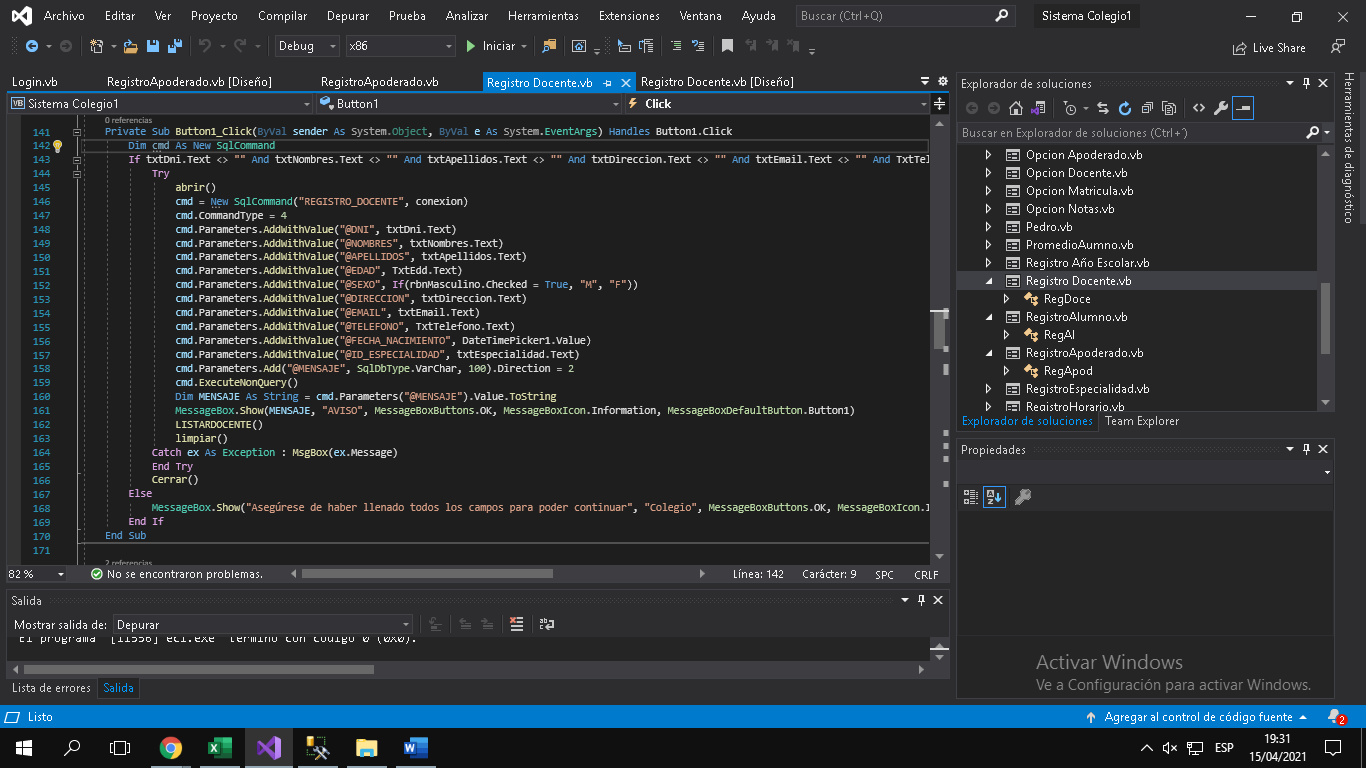 Archivo Editar Ver Proyecto Compilar Depurar Prueba Analizar Herramientas Extensiones Ventana Ayuda Buscar (Ctrl+Q) Sistema Colegio1
Debug x86 Iniciar Live Share
Login.vb RegistroApoderado.vb [Diseño] RegistroApoderado.vb Registro Docente.vb Registro Docente.vb [Diseño]
Sistema Colegio1 Button1 Click
0 referencias
141 Private Sub Button1_Click(ByVal sender As System.Object, ByVal e As System.EventArgs) Handles Button1.Click
142 Dim cmd As New SqlCommand
143 If txtDni.Text <> "" And txtNombres.Text <> "" And txtApellidos.Text <> "" And txtDireccion.Text <> "" And txtEmail.Text <> "" And TxtTel
144 Try
145 abrir()
146 cmd = New SqlCommand("REGISTRO_DOCENTE", conexion)
147 cmd.CommandType = 4
148 cmd.Parameters.AddWithValue("@DNI", txtDni.Text)
149 cmd.Parameters.AddWithValue("@NOMBRES", txtNombres.Text)
150 cmd.Parameters.AddWithValue("@APELLIDOS", txtApellidos.Text)
151 cmd.Parameters.AddWithValue("@EDAD", TxtEdd.Text)
152 cmd.Parameters.AddWithValue("@SEXO", If(rbnMasculino.Checked = True, "M", "F"))
153 cmd.Parameters.AddWithValue("@DIRECCION", txtDireccion.Text)
154 cmd.Parameters.AddWithValue("@EMAIL", txtEmail.Text)
155 cmd.Parameters.AddWithValue("@TELEFONO", TxtTelefono.Text)
156 cmd.Parameters.AddWithValue("@FECHA_NACIMIENTO", DateTimePicker1.Value)
157 cmd.Parameters.AddWithValue("@ID_ESPECIALIDAD", txtEspecialidad.Text)
158 cmd.Parameters.Add("@MENSAJE", SqlDbType.VarChar, 100).Direction = 2
159 cmd.ExecuteNonQuery()
160 Dim MENSAJE As String = cmd.Parameters("@MENSAJE").Value.ToString
161 MessageBox.Show(MENSAJE, "AVISO", MessageBoxButtons.OK, MessageBoxIcon.Information, MessageBoxDefaultButton.Button1)
162 LISTARDOCENTE()
163 limpiar()
164 Catch ex As Exception : MsgBox(ex.Message)
165 End Try
166 Cerrar()
167 Else
168 MessageBox.Show("Asegúrese de haber llenado todos los campos para poder continuar", "Colegio", MessageBoxButtons.OK, MessageBoxIcon.I
169 End If
170 End Sub
171
2 referencias
82 % No se encontraron problemas. Línea: 142 Carácter: 9 SPC CRLF
Salida
Mostrar salida de: Depurar
El programa '[11556] ecl.exe' terminó con código 0 (0x0).
Lista de errores Salida
Explorador de soluciones
Buscar en Explorador de soluciones (Ctrl+´)
Opcion Apoderado.vb
Opcion Docente.vb
Opcion Matricula.vb
Opcion Notas.vb
Pedro.vb
PromedioAumno.vb
Registro Año Escolar.vb
Registro Docente.vb
RegDoce
RegistroAlumno.vb
RegAl
RegistroApoderado.vb
RegApod
RegistroEspecialidad.vb
RegistroHorario.vb
Explorador de soluciones Team Explorer
Propiedades
Herramientas de diagnóstico
Activar Windows
Ve a Configuración para activar Windows.
Listo Agregar al control de código fuente 2
ESP 19:31
15/04/2021